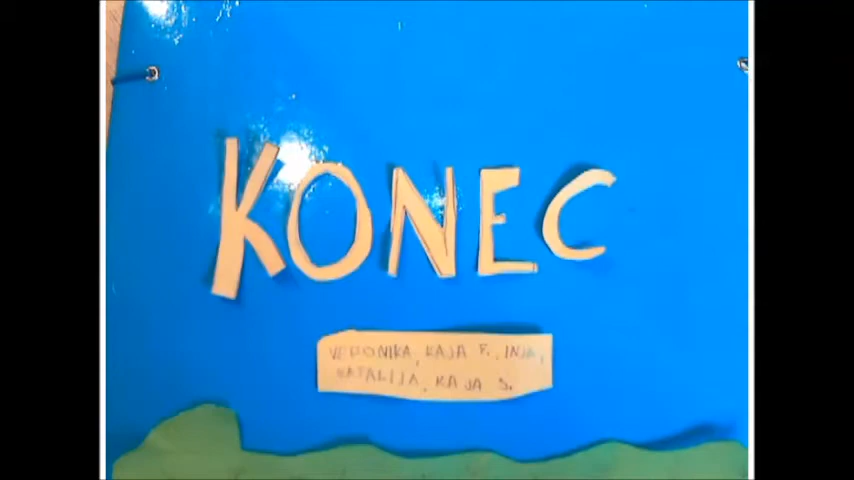 KONEC
VERONIKA, KAJA F., INJA,
NATALIJA, KAJA S.